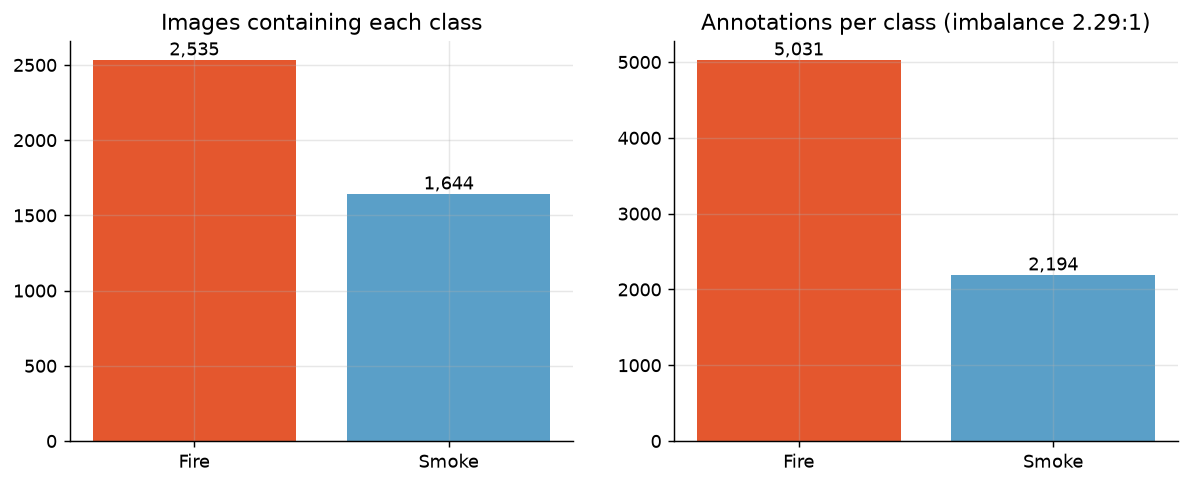 Images containing each class
2,535
1,644
2500
2000
1500
1000
500
0
Fire
Smoke
Annotations per class (imbalance 2.29:1)
5,031
2,194
5000
4000
3000
2000
1000
0
Fire
Smoke